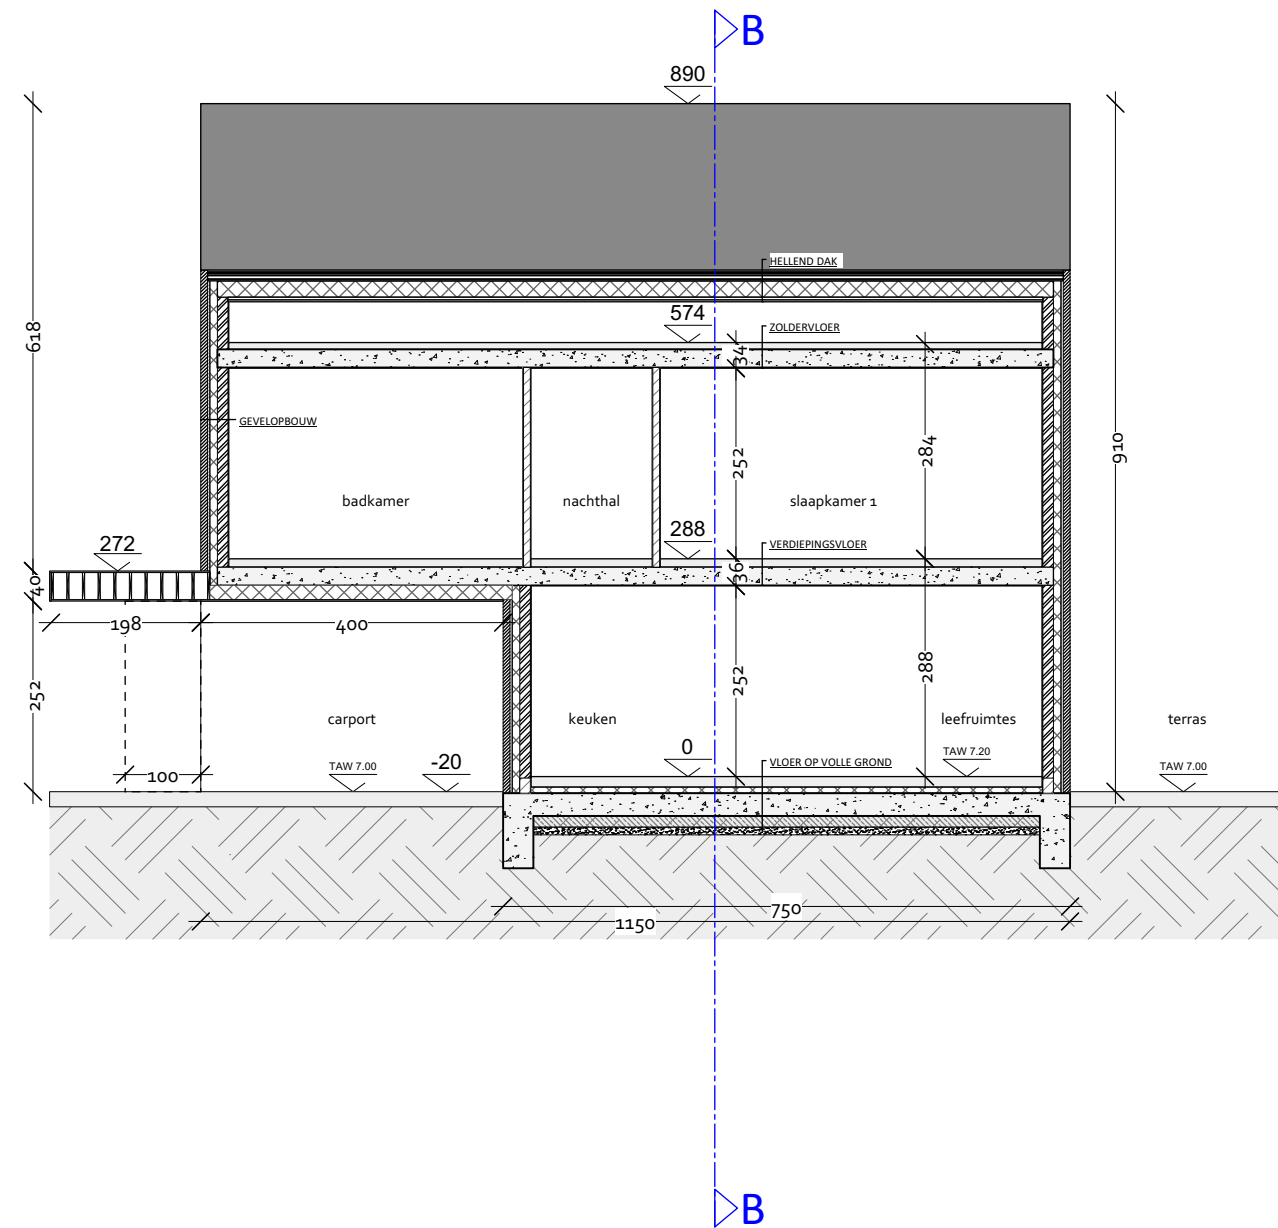 B
890
HELLEND DAK
574
ZOLDERVLOER
34
618
GEVELOPBOUW
252
284
910
badkamer
nachthal
slaapkamer 1
288
272
VERDIEPINGSVLOER
40
36
198
400
252
252
288
carport
keuken
leefruimtes
terras
0
TAW 7.20
100
TAW 7.00
-20
VLOER OP VOLLE GROND
TAW 7.00
750
1150
B